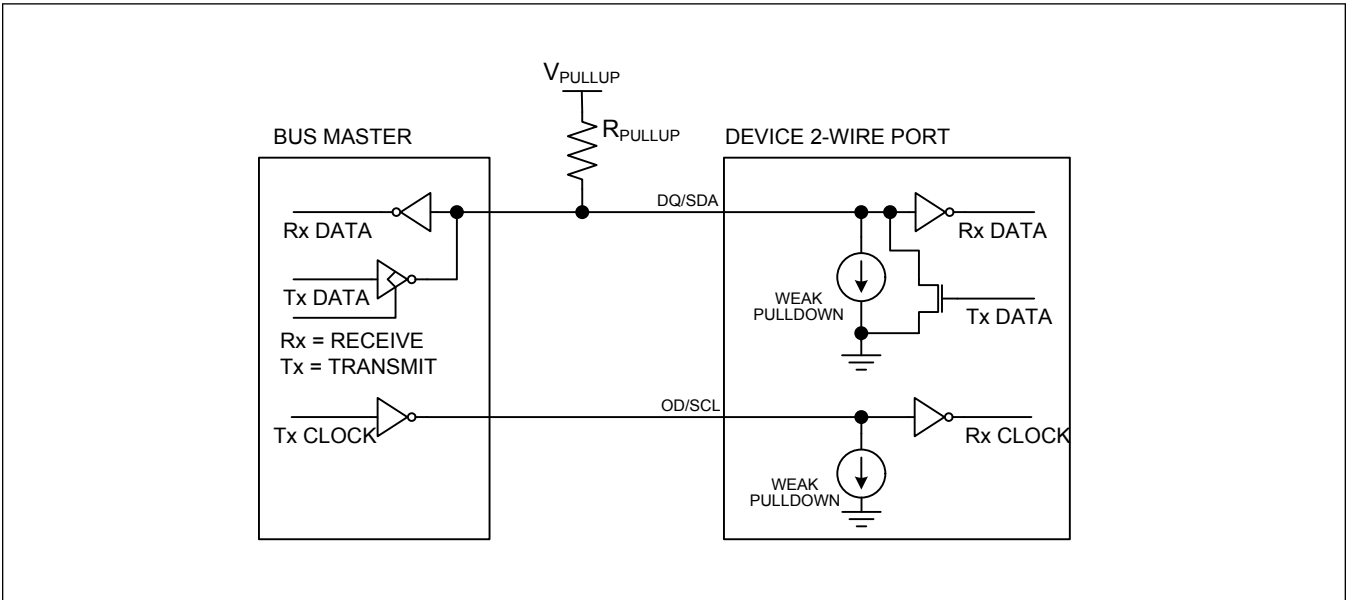 VPULLUP
RPULLUP
BUS MASTER
DEVICE 2-WIRE PORT
DQ/SDA
Rx DATA
Rx DATA
Tx DATA
WEAK
PULLDOWN
Tx DATA
Rx = RECEIVE
Tx = TRANSMIT
OD/SCL
Tx CLOCK
Rx CLOCK
WEAK
PULLDOWN